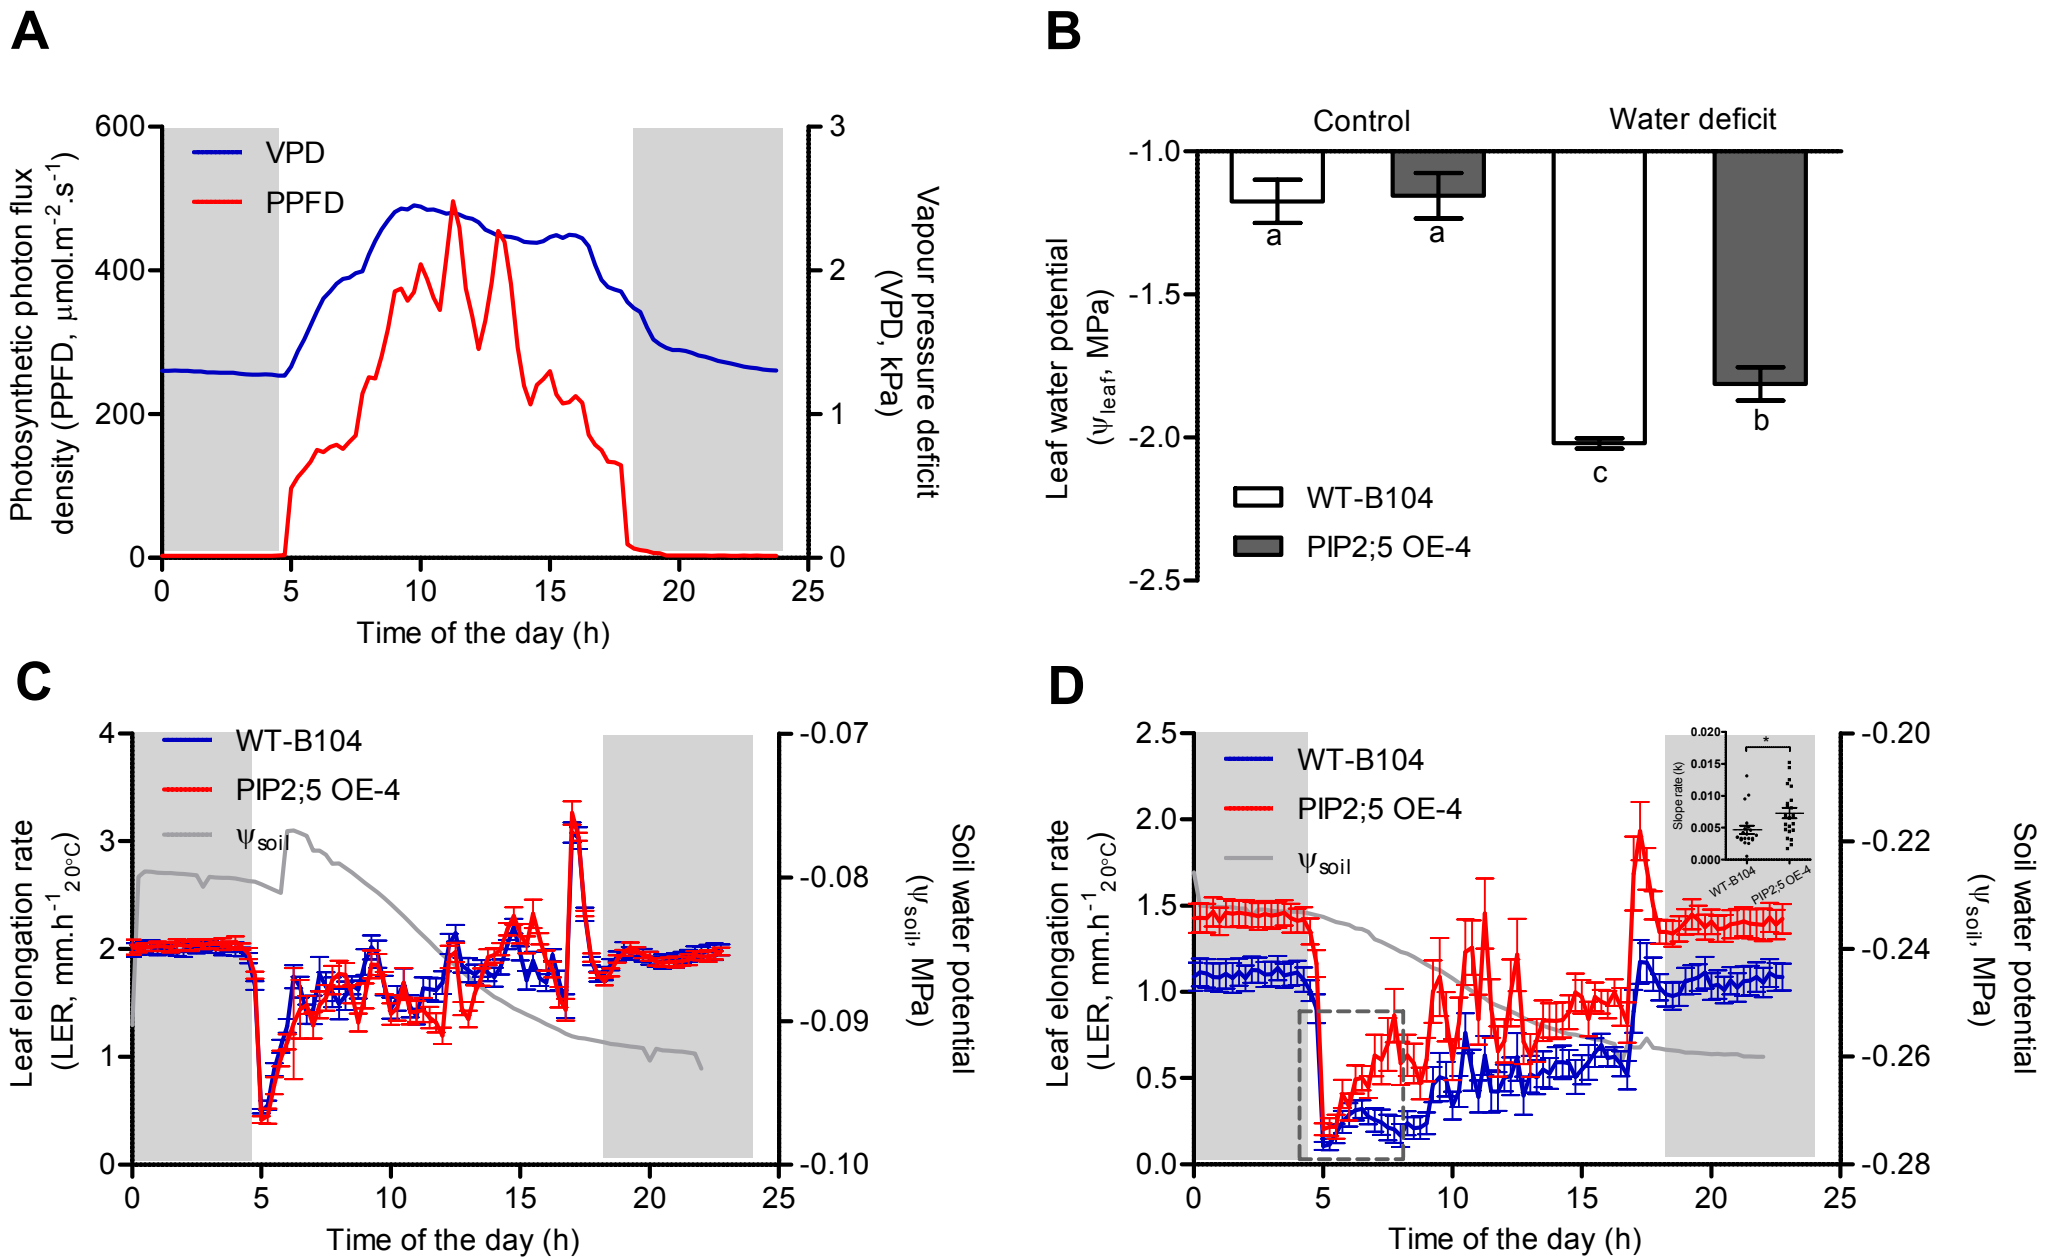 A
Photosynthetic photon flux
density (PPFD, μmol.m-2.s-1)
600
400
200
0
VPD
PPFD
3
2
1
0
Vapour pressure deficit
(VPD, kPa)
0 5 10 15 20 25
Time of the day (h)
B
Control Water deficit
Leaf water potential
(ψleaf, MPa)
-1.0
-1.5
-2.0
-2.5
a a
c b
WT-B104
PIP2;5 OE-4
C
Leaf elongation rate
(LER, mm.h-1 20°C)
4
3
2
1
0
WT-B104
PIP2;5 OE-4
ψsoil
-0.07
-0.08
-0.09
-0.10
Soil water potential
(ψsoil, MPa)
0 5 10 15 20 25
Time of the day (h)
D
Leaf elongation rate
(LER, mm.h-1 20°C)
2.5
2.0
1.5
1.0
0.5
0.0
WT-B104
PIP2;5 OE-4
ψsoil
Slope rate (k)
0.020
0.015
0.010
0.005
0.000
*
WT-B104
PIP2;5 OE-4
-0.20
-0.22
-0.24
-0.26
-0.28
Soil water potential
(ψsoil, MPa)
0 5 10 15 20 25
Time of the day (h)